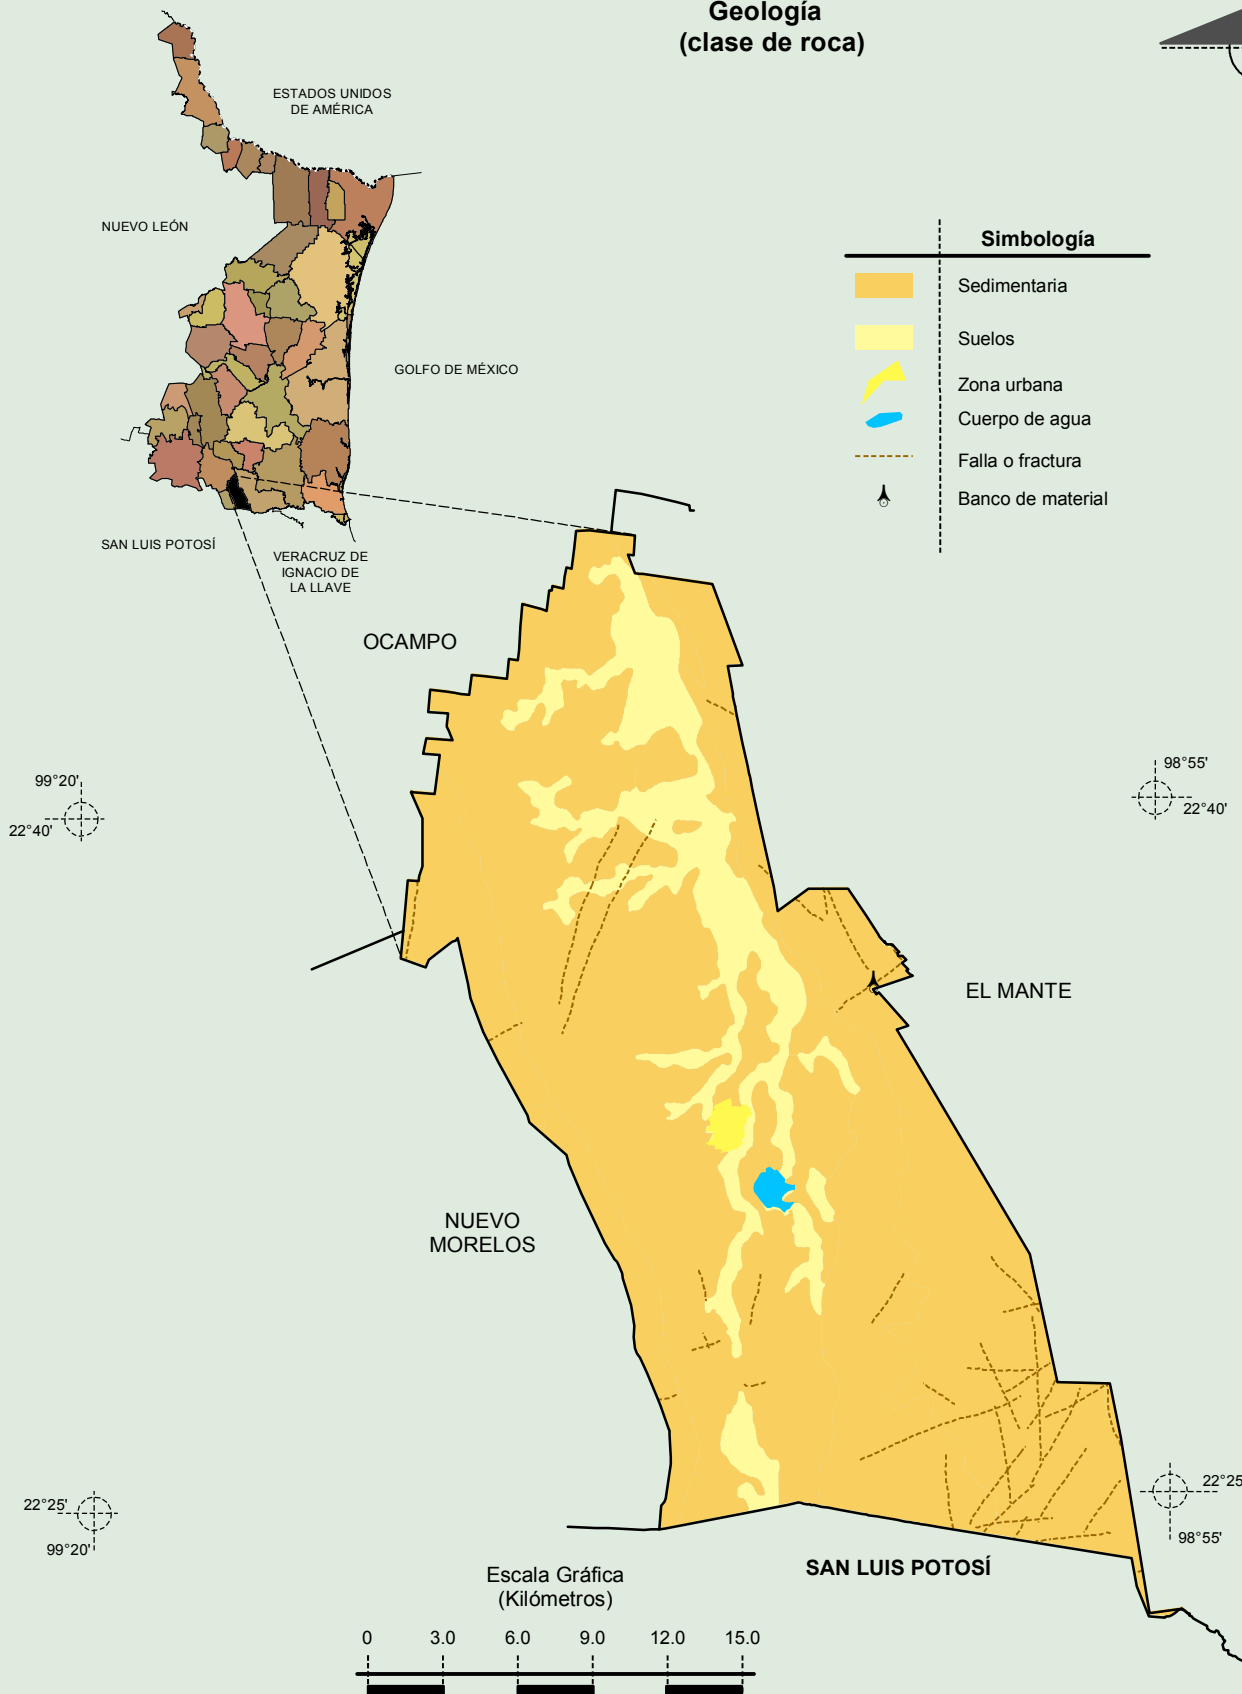 Geología
(clase de roca)
ESTADOS UNIDOS
DE AMÉRICA
NUEVO LEÓN
GOLFO DE MÉXICO
SAN LUIS POTOSÍ
VERACRUZ DE
IGNACIO DE
LA LLAVE
Simbología
Sedimentaria
Suelos
Zona urbana
Cuerpo de agua
Falla o fractura
Banco de material
OCAMPO
99°20'
22°40'
98°55'
22°40'
EL MANTE
NUEVO
MORELOS
22°25'
99°20'
22°25'
98°55'
SAN LUIS POTOSÍ
Escala Gráfica
(Kilómetros)
0 3.0 6.0 9.0 12.0 15.0